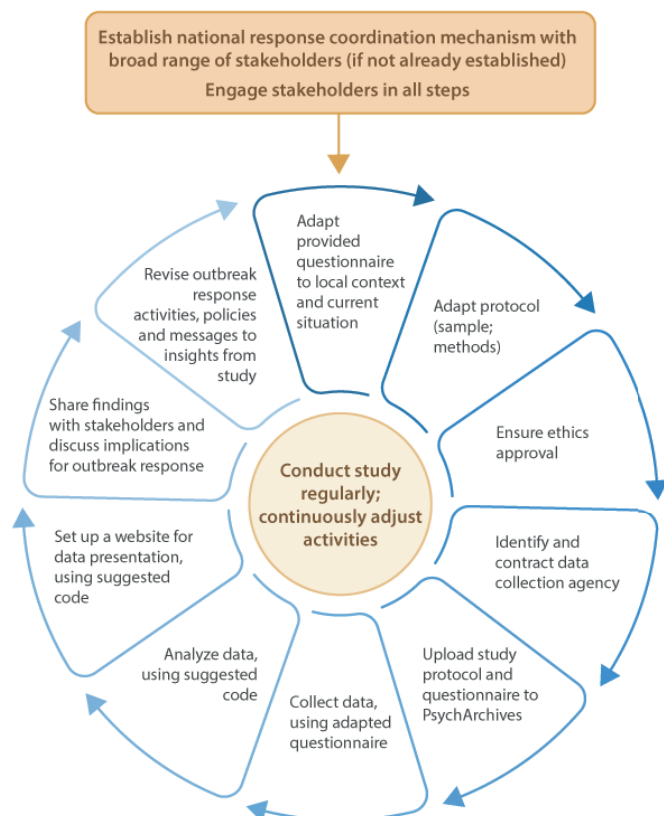 Establish national response coordination mechanism with
broad range of stakeholders (if not already established)
Engage stakeholders in all steps
Adapt
provided
questionnaire
to local context
and current
situation
Adapt protocol
(sample;
methods)
Ensure ethics
approval
Identify and
contract data
collection agency
Upload study
protocol and
questionnaire to
PsychArchives
Collect data,
using adapted
questionnaire
Analyze data,
using suggested
code
Set up a website for
data presentation,
using suggested
code
Share findings
with stakeholders and
discuss implications
for outbreak response
Revise outbreak
response
activities, policies
and messages to
insights from
study
Conduct study
regularly;
continuously adjust
activities